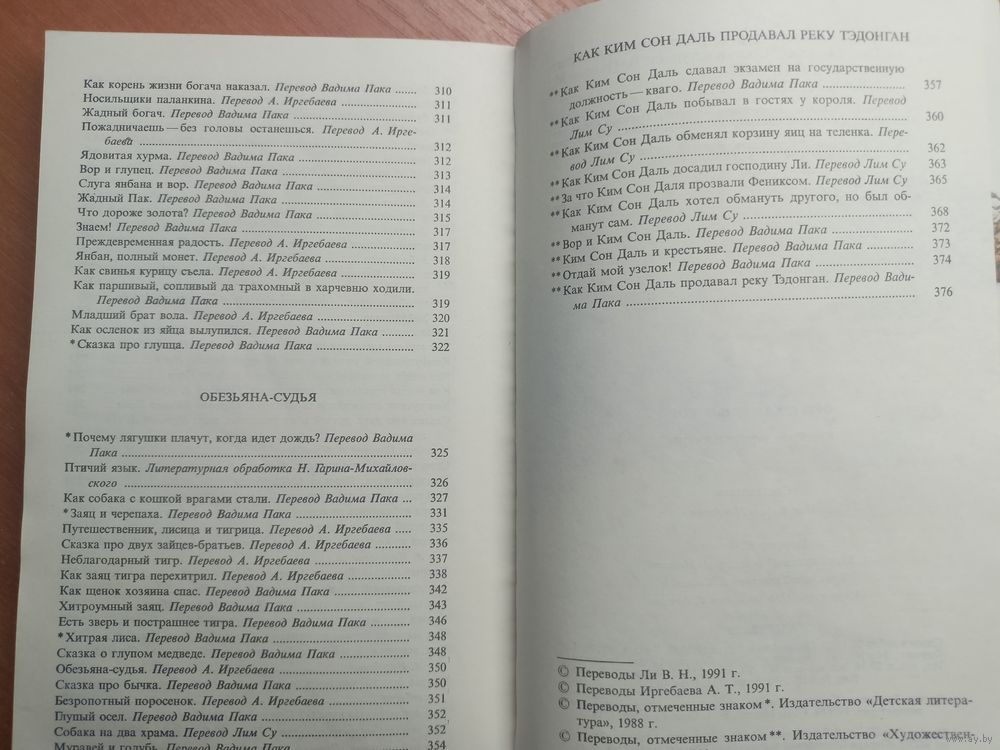 Как корень жизни богача наказал. Перевод Вадима Пака ...... 310
Носильщики паланкина. Перевод А. Иргебаева ...................... 311
Жадный богач. Перевод Вадима Пака ................................. 311
Пожадничаешь — без головы останешься. Перевод А. Ирге-
баева ........................................................................ 312
Ядовитая хурма. Перевод Вадима Пака ............................. 312
Вор и глупец. Перевод Вадима Пака ................................. 313
Слуга янбана и вор. Перевод Вадима Пака ......................... 314
Жадный Пак. Перевод Вадима Пака ................................. 314
Что дороже золота? Перевод Вадима Пака ......................... 315
Знаем! Перевод Вадима Пака ......................................... 317
Преждевременная радость. Перевод А. Иргебаева ................. 317
Янбан, полный монет. Перевод А. Иргебаева ....................... 318
Как свинья курицу съела. Перевод А. Иргебаева .................. 319
Как паршивый, сопливый да трахомный в харчевню ходили.
Перевод Вадима Пака .................................................. 319
Младший брат вола. Перевод А. Иргебаева ......................... 320
Как осленок из яйца вылупился. Перевод Вадима Пака ......... 321
*Сказка про глупца. Перевод Вадима Пака ......................... 322
ОБЕЗЬЯНА-СУДЬЯ
*Почему лягушки плачут, когда идет дождь? Перевод Вадима
Пака ........................................................................ 325
Птичий язык. Литературная обработка Н. Гарина-Михайлов-
ского ........................................................................ 326
Как собака с кошкой врагами стали. Перевод Вадима Пака ... 327
*Заяц и черепаха. Перевод Вадима Пака ............................. 331
Путешественник, лисица и тигрица. Перевод А. Иргебаева ..... 335
Сказка про двух зайцев-братьев. Перевод А. Иргебаева .......... 336
Неблагодарный тигр. Перевод А. Иргебаева ........................ 337
Как заяц тигра перехитрил. Перевод А. Иргебаева ................ 338
Как щенок хозяина спас. Перевод Вадима Пака ................... 342
Хитроумный заяц. Перевод Вадима Пака ............................ 343
Есть зверь и пострашнее тигра. Перевод Вадима Пака ........... 346
*Хитрая лиса. Перевод Вадима Пака ................................. 348
Сказка о глупом медведе. Перевод Вадима Пака .................. 348
Обезьяна-судья. Перевод А. Иргебаева .............................. 350
Сказка про бычка. Перевод Вадима Пака ........................... 350
Безропотный поросенок. Перевод А. Иргебаева .................... 351
Глупый осел. Перевод Вадима Пака .................................. 352
Собака на два храма. Перевод Лим Су ............................... 352
Муравей и голубь. Перевод Вадима Пака ........................... 354
КАК КИМ СОН ДАЛЬ ПРОДАВАЛ РЕКУ ТЭДОНГАН
**Как Ким Сон Даль сдавал экзамен на государственную
должность — кваго. Перевод Вадима Пака ........................ 357
**Как Ким Сон Даль побывал в гостях у короля. Перевод
Лим Су ..................................................................... 360
**Как Ким Сон Даль обменял корзину яиц на теленка. Пере-
вод Лим Су ................................................................ 362
**Как Ким Сон Даль досадил господину Ли. Перевод Лим Су 363
**За что Ким Сон Даля прозвали Фениксом. Перевод Лим Су 365
**Как Ким Сон Даль хотел обмануть другого, но был об-
манут сам. Перевод Лим Су ........................................... 368
**Вор и Ким Сон Даль. Перевод Вадима Пака ..................... 372
**Ким Сон Даль и крестьяне. Перевод Вадима Пака ............. 373
**Отдай мой узелок! Перевод Вадима Пака ........................ 374
**Как Ким Сон Даль продавал реку Тэдонган. Перевод Вади-
ма Пака .................................................................... 376
© Переводы Ли В. Н., 1991 г.
© Переводы Иргебаева А. Т., 1991 г.
© Переводы, отмеченные знаком *. Издательство «Детская литера-
тура», 1988 г.
© Переводы, отмеченные знаком **. Издательство «Художествен-
www.ay.by